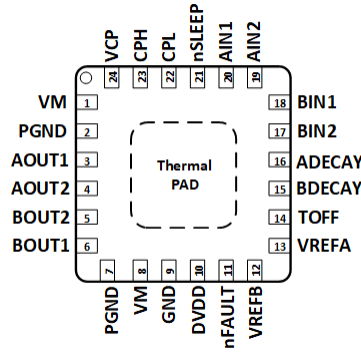 VCP
CPH
CPL
nSLEEP
AIN1
AIN2
24
23
22
21
20
19
VM 1
PGND 2
AOUT1 3
AOUT2 4
BOUT2 5
BOUT1 6
Thermal
PAD
18 BIN1
17 BIN2
16 ADECAY
15 BDECAY
14 TOFF
13 VREFA
7
8
9
10
11
12
PGND
VM
GND
DVDD
nFAULT
VREFB